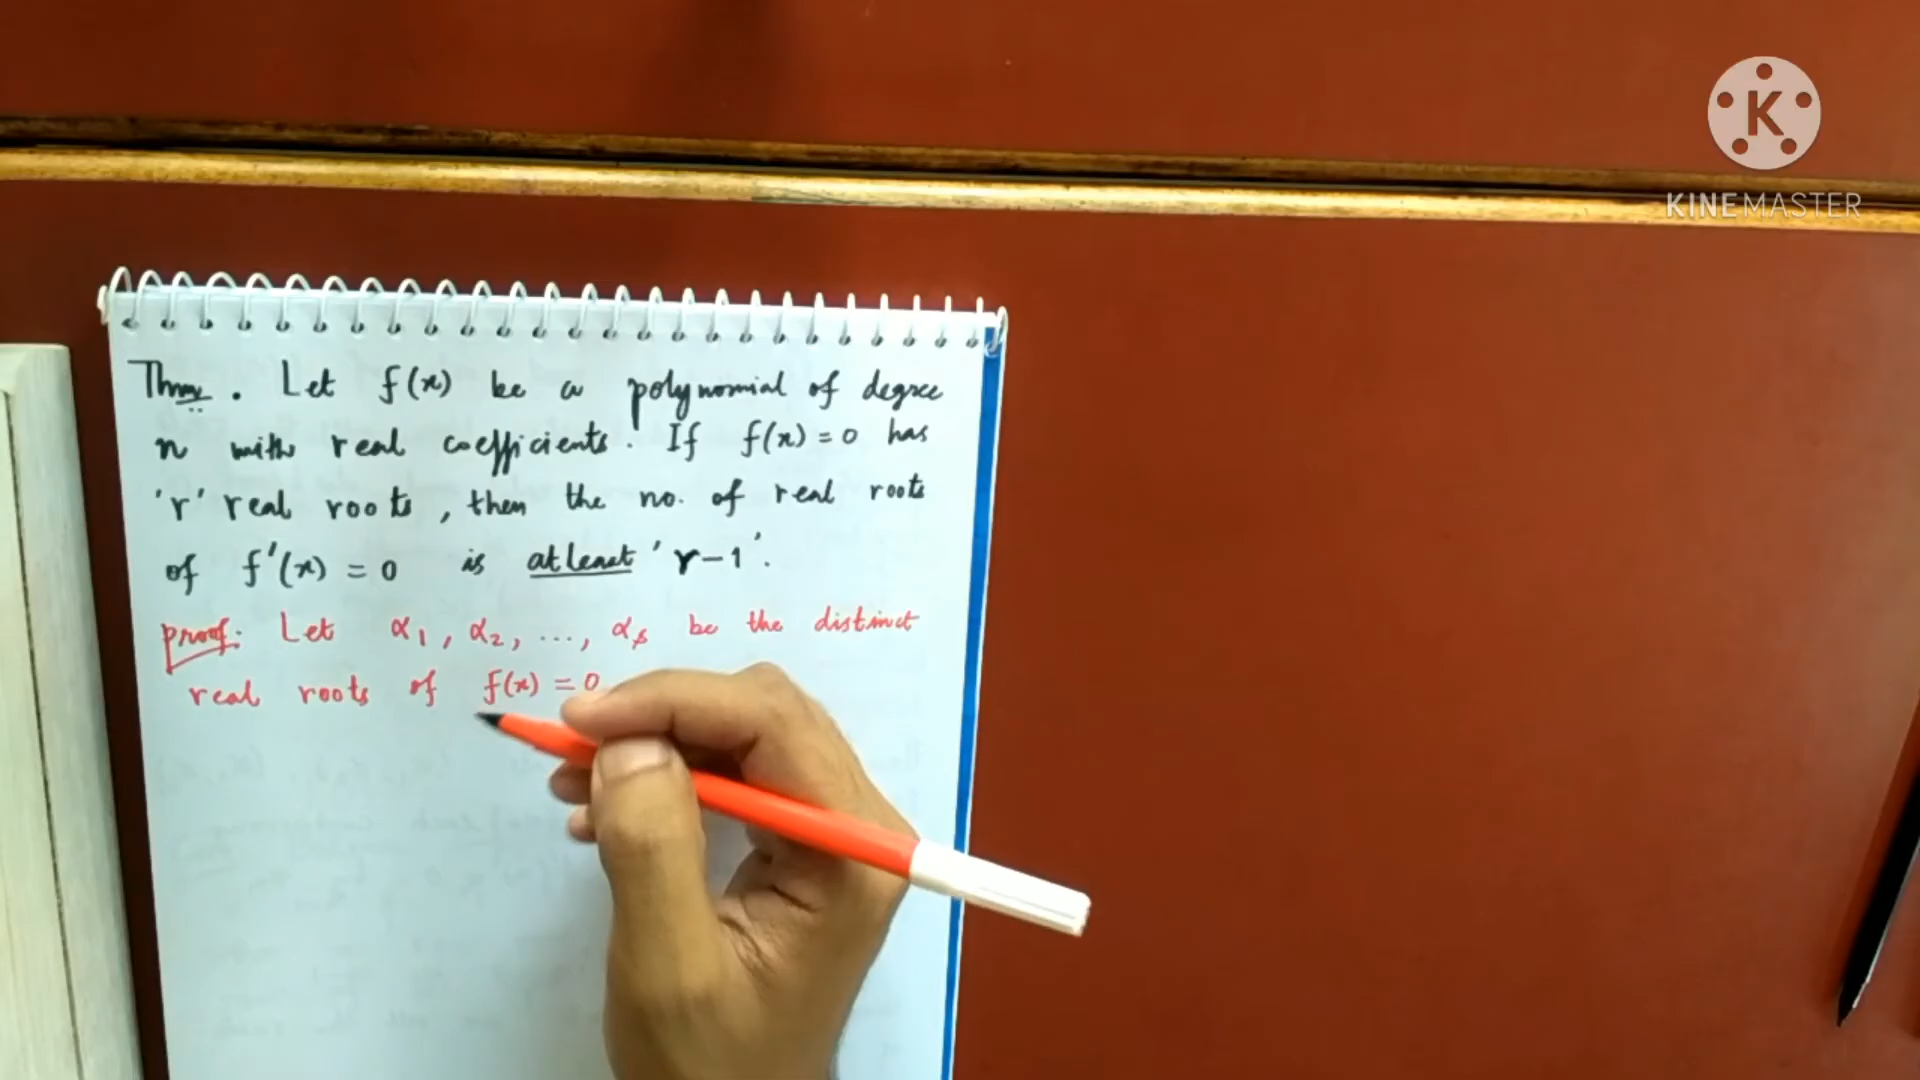 K
KINEMASTER
Thm. Let f(x) be a polynomial of degree
n with real coefficients. If f(x) = 0 has
'r' real roots, then the no. of real roots
of f'(x) = 0 is atleast 'r-1'.
proof: Let α₁, α₂, ..., αₛ be the distinct
real roots of f(x) = 0